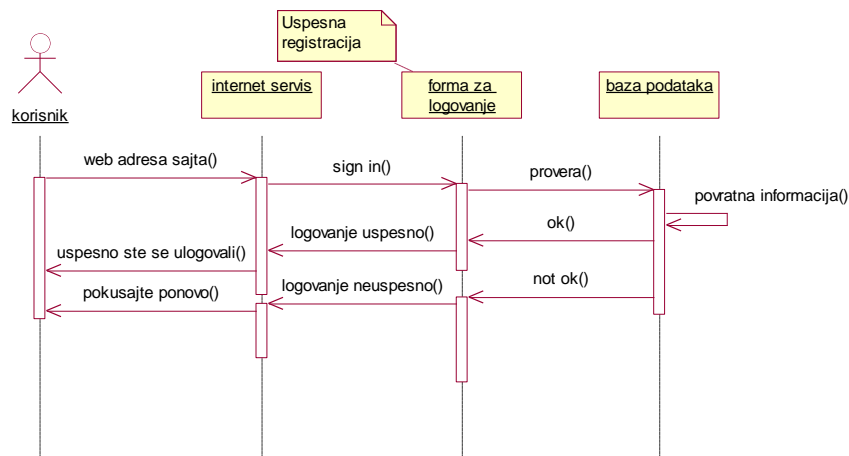 Uspesna
registracija
korisnik
internet servis
forma za
logovanje
baza podataka
web adresa sajta()
sign in()
provera()
povratna informacija()
ok()
logovanje uspesno()
uspesno ste se ulogovali()
not ok()
logovanje neuspesno()
pokusajte ponovo()